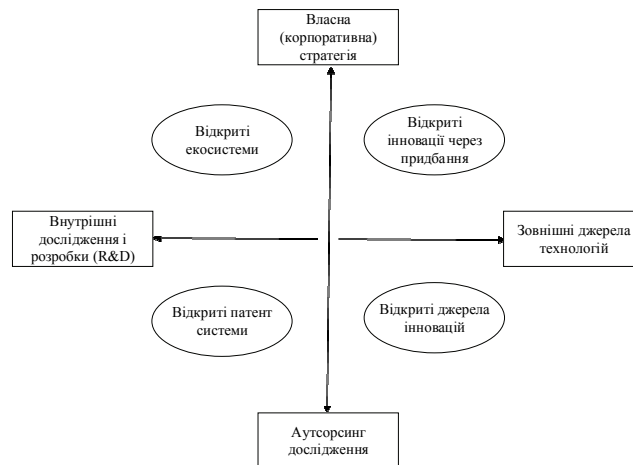 Власна
(корпоративна)
стратегія
Відкриті
екосистеми
Відкриті
інновації через
придбання
Внутрішні
дослідження і
розробки (R&D)
Зовнішні джерела
технологій
Відкриті патент
системи
Відкриті джерела
інновацій
Аутсорсинг
дослідження